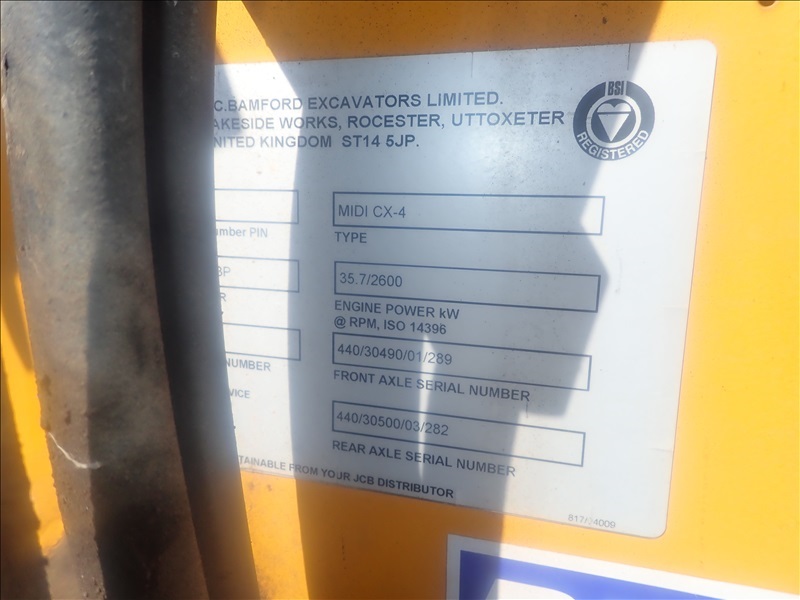 C.BAMFORD EXCAVATORS LIMITED.
AKESIDE WORKS, ROCESTER, UTTOXETER
NITED KINGDOM ST14 5JP.
BSI
REGISTERED
MIDI CX-4
umber PIN
TYPE
BP
35.7/2600
R
ENGINE POWER kW
@ RPM, ISO 14396
440/30490/01/289
NUMBER
FRONT AXLE SERIAL NUMBER
VICE
440/30500/03/282
REAR AXLE SERIAL NUMBER
TAINABLE FROM YOUR JCB DISTRIBUTOR